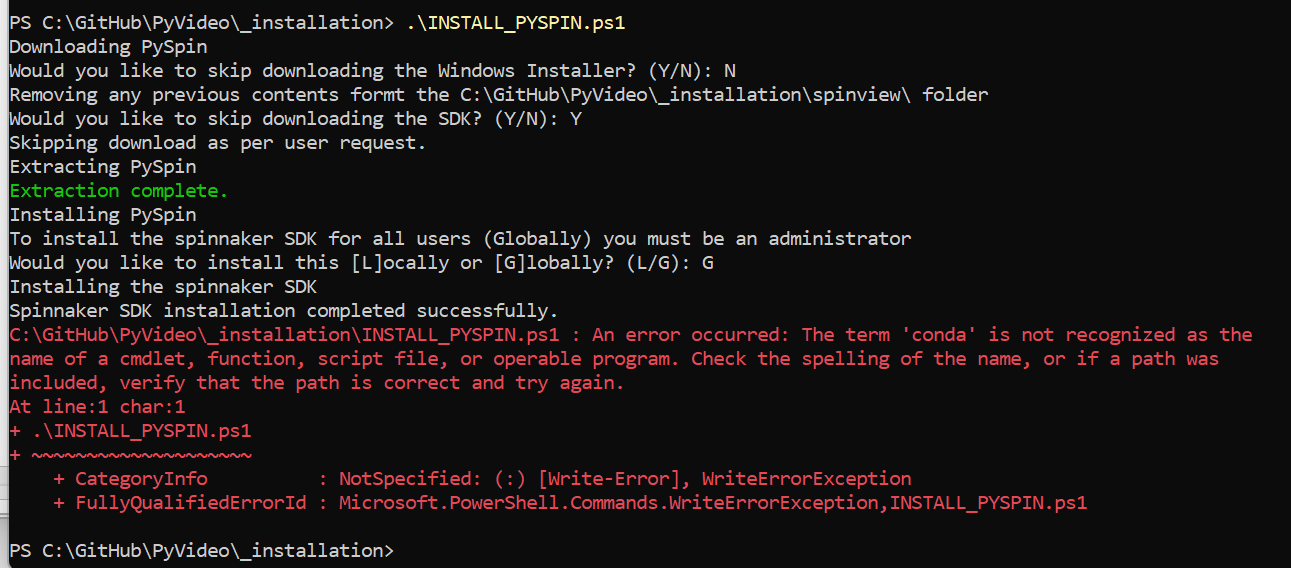 PS C:\GitHub\PyVideo\_installation> .\INSTALL_PYSPIN.ps1
Downloading PySpin
Would you like to skip downloading the Windows Installer? (Y/N): N
Removing any previous contents formt the C:\GitHub\PyVideo\_installation\spinview\ folder
Would you like to skip downloading the SDK? (Y/N): Y
Skipping download as per user request.
Extracting PySpin
Extraction complete.
Installing PySpin
To install the spinnaker SDK for all users (Globally) you must be an administrator
Would you like to install this [L]ocally or [G]lobally? (L/G): G
Installing the spinnaker SDK
Spinnaker SDK installation completed successfully.
C:\GitHub\PyVideo\_installation\INSTALL_PYSPIN.ps1 : An error occurred: The term 'conda' is not recognized as the
name of a cmdlet, function, script file, or operable program. Check the spelling of the name, or if a path was
included, verify that the path is correct and try again.
At line:1 char:1
+ .\INSTALL_PYSPIN.ps1
+ ~~~~~~~~~~~~~~~~~~~~
    + CategoryInfo          : NotSpecified: (:) [Write-Error], WriteErrorException
    + FullyQualifiedErrorId : Microsoft.PowerShell.Commands.WriteErrorException,INSTALL_PYSPIN.ps1
PS C:\GitHub\PyVideo\_installation>